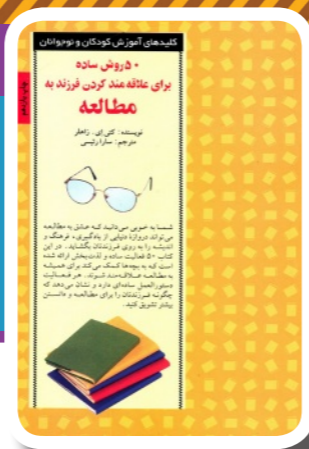 کلیدهای آموزش کودکان و نوجوانان
۵۰ روش ساده
برای علاقه مند کردن فرزند به
مطالعه
نویسنده: کتی ای. زاهلر
مترجم: سارا رئیسی
شما به خوبی می‌دانید که عشق به مطالعه
می‌تواند دروازهٔ دنیایی از یادگیری، فرهنگ و
اندیشه را به روی فرزندتان بگشاید. در این
کتاب ۵۰ فعالیت ساده و لذت‌بخش ارائه شده
است که به بچه‌ها کمک می‌کند برای همیشه
به مطالعه علاقه‌مند شوند. هر فعالیت
دستورالعمل ساده‌ای دارد و نشان می‌دهد که
چگونه فرزندتان را برای مطالعه و دانستن
بیشتر تشویق کنید.